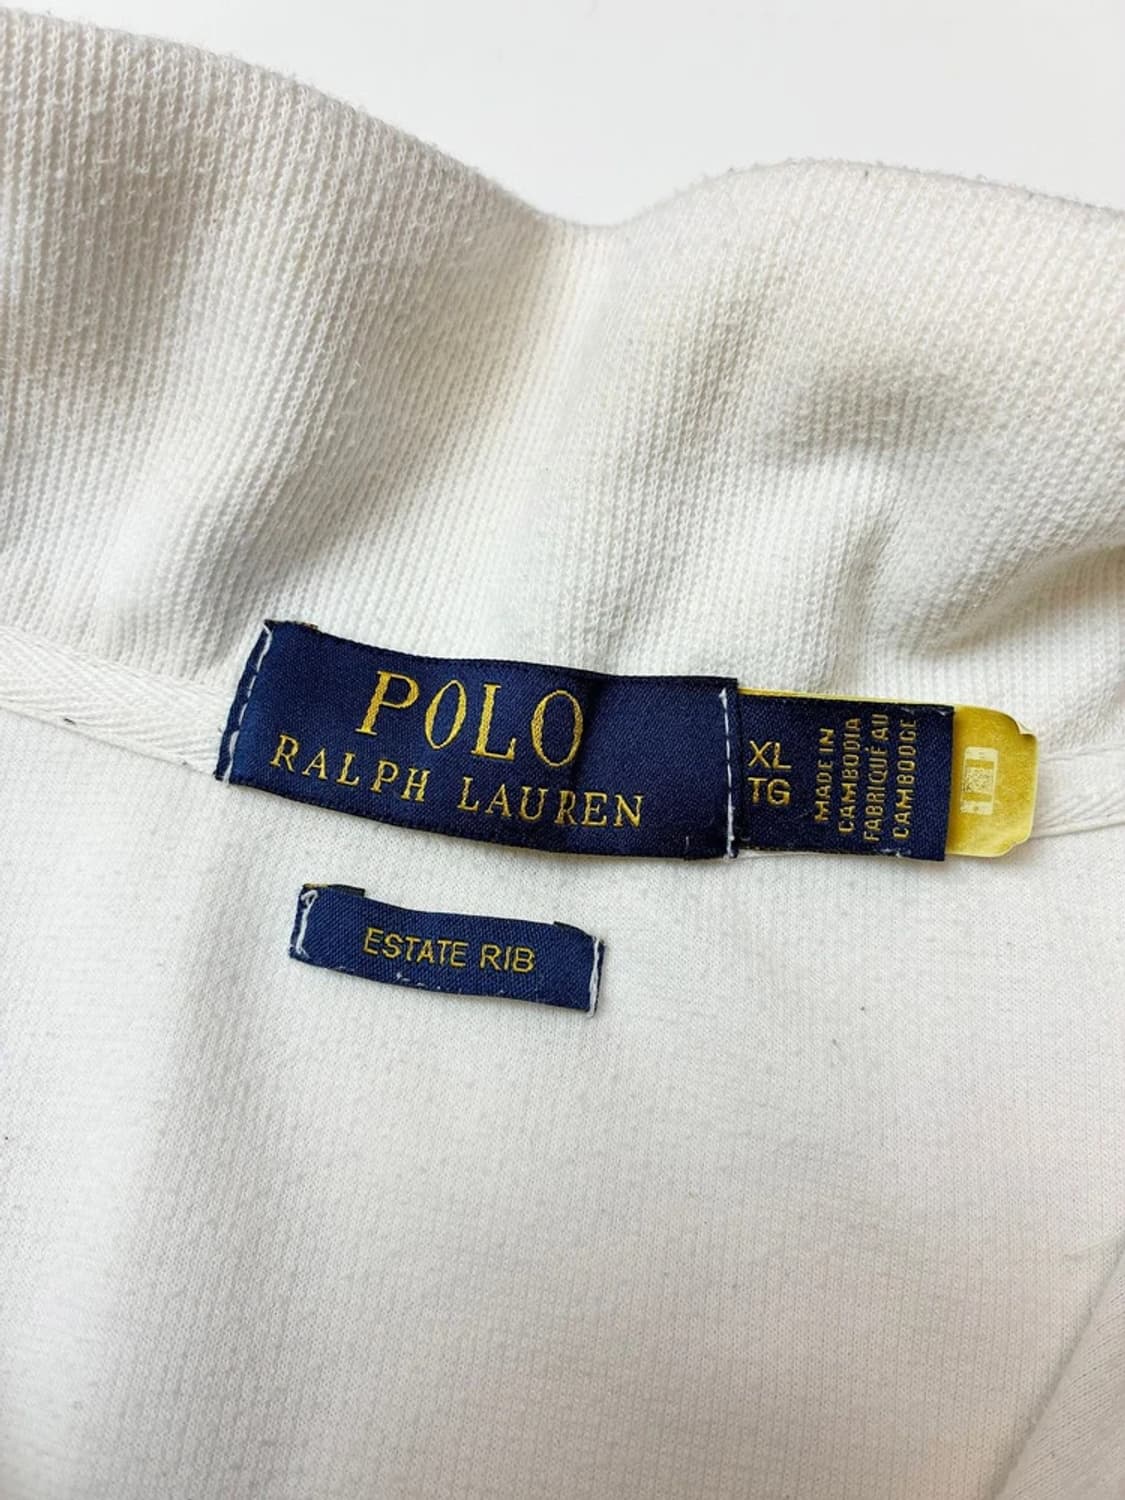 POLO
RALPH LAUREN
XL
TG
MADE IN
CAMBODIA
FABRIQUÉ AU
CAMBODGE
ESTATE RIB